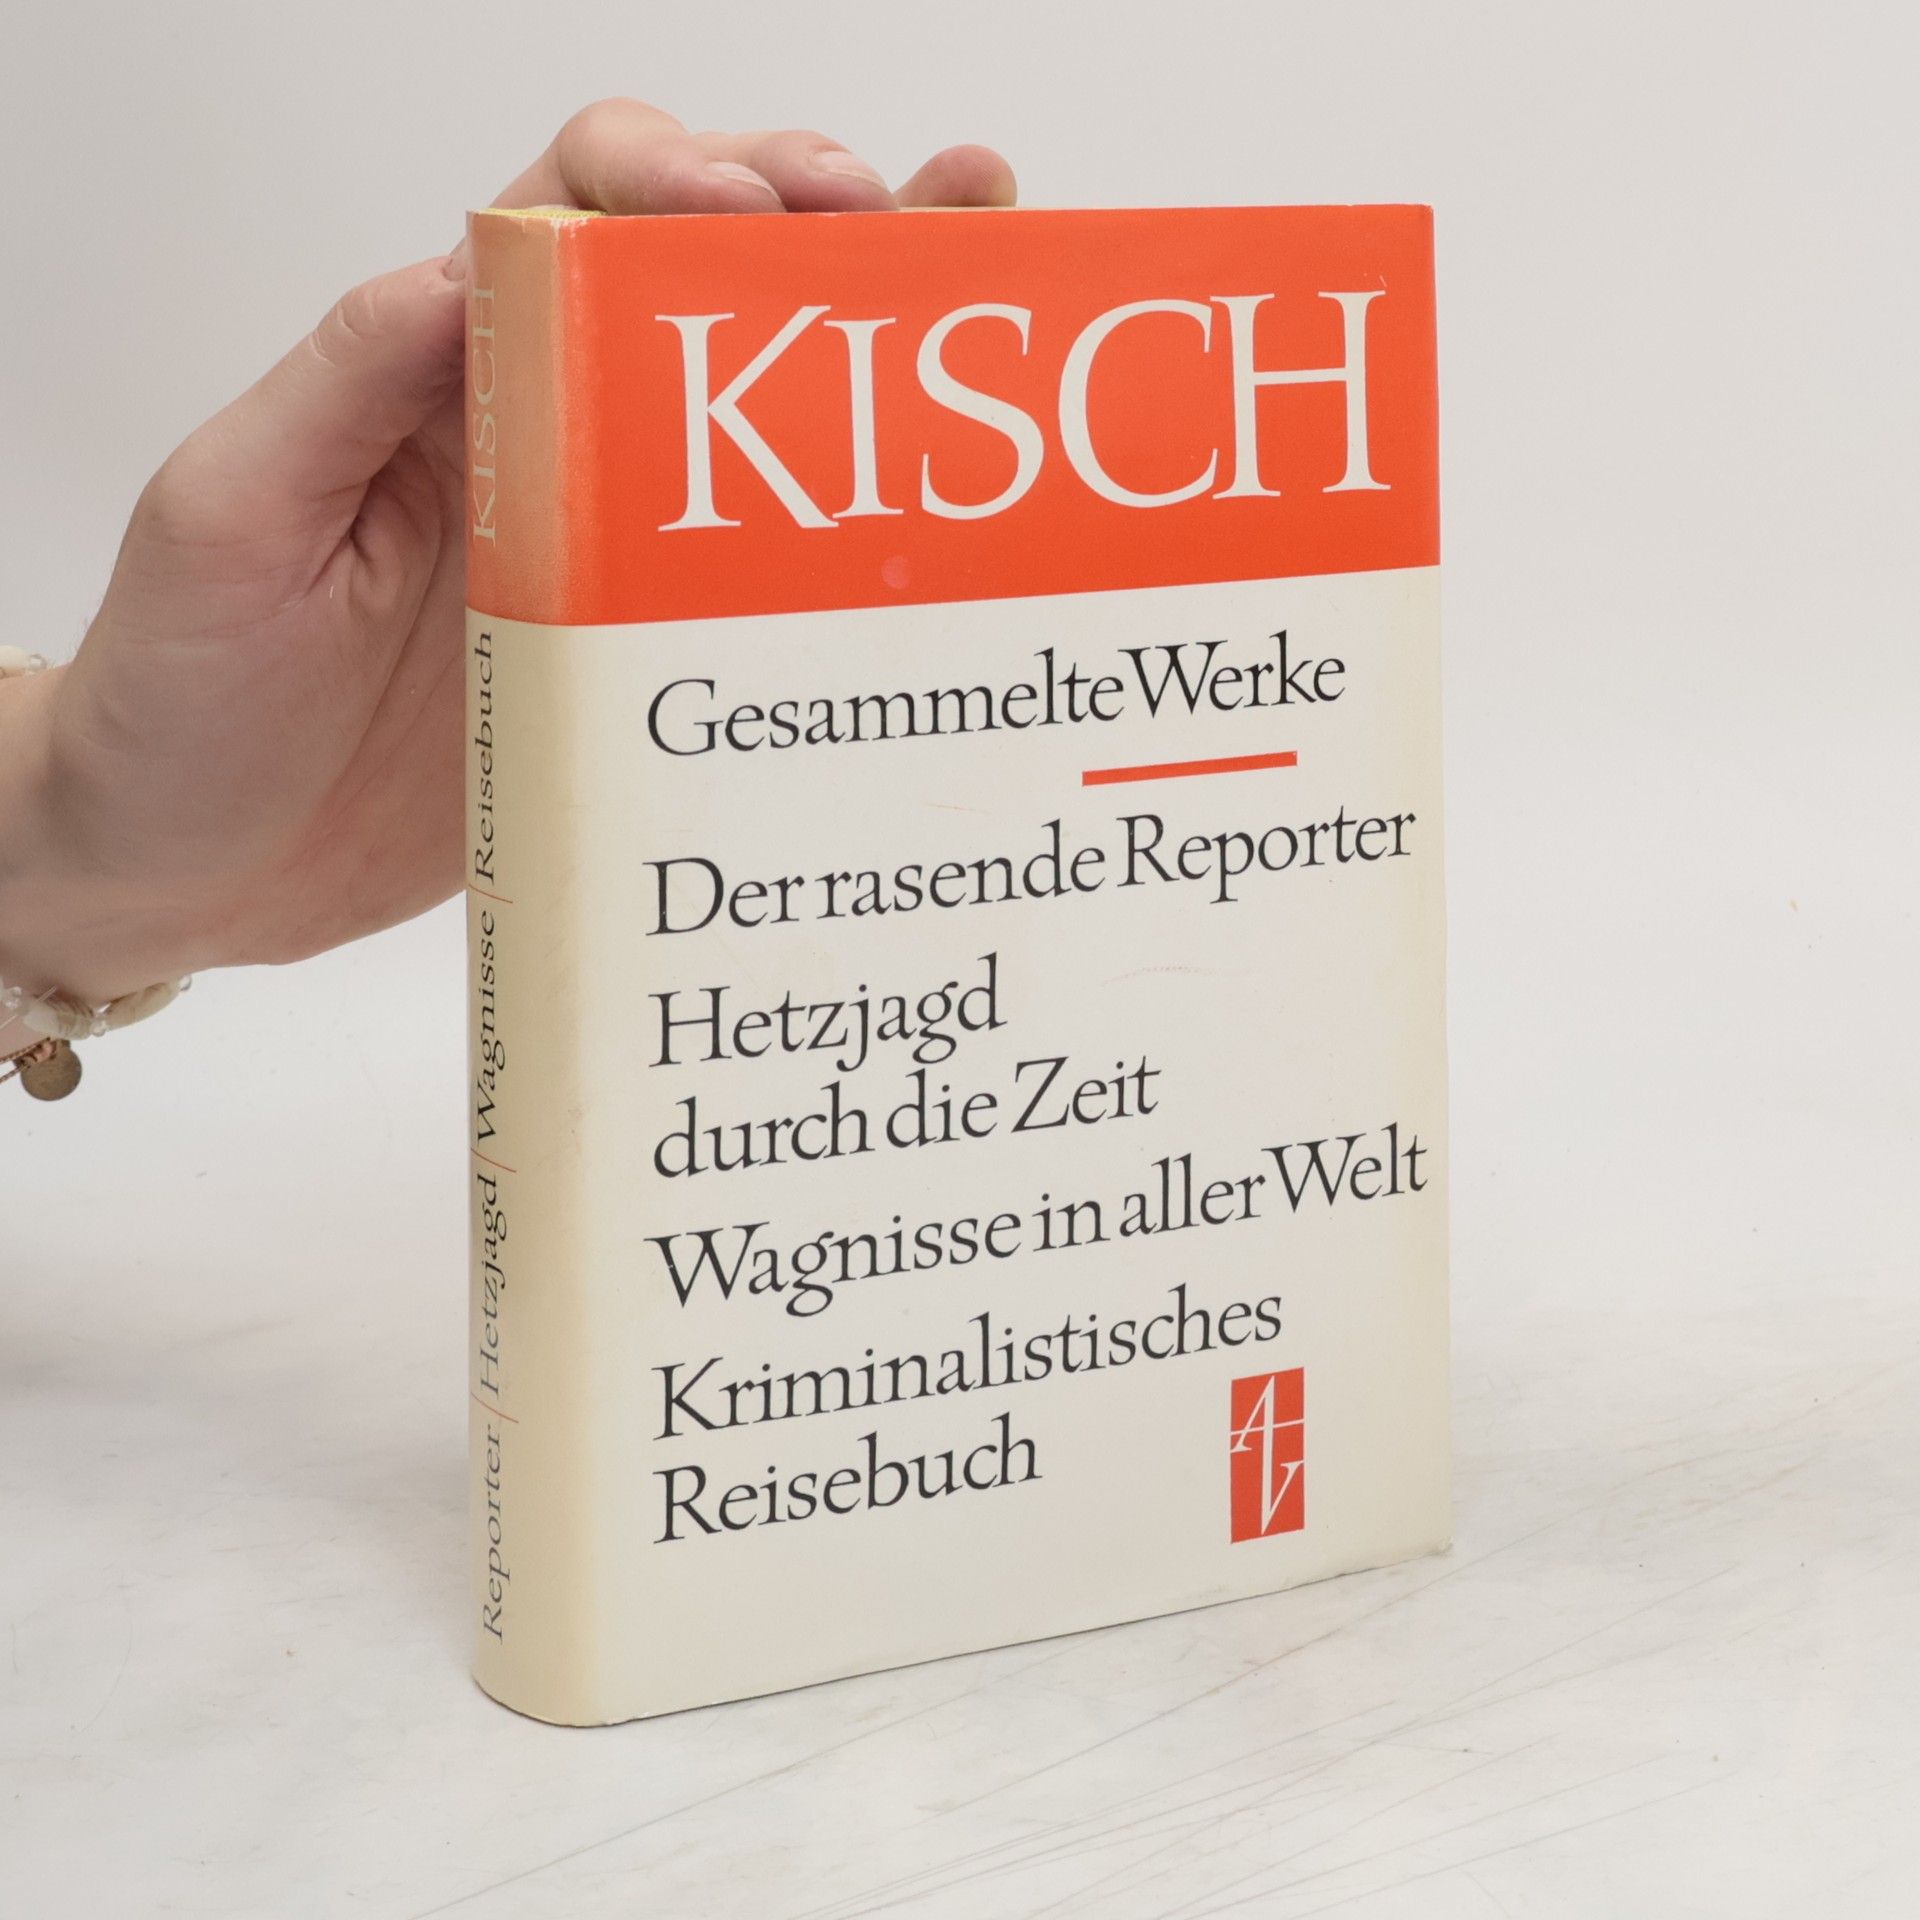 KISCH
Gesammelte Werke
Der rasende Reporter
Hetzjagd
durch die Zeit
Wagnisse in aller Welt
Kriminalistisches
Reisebuch
AV
Reporter | Hetzjagd | Wagnisse | Reisebuch KISCH